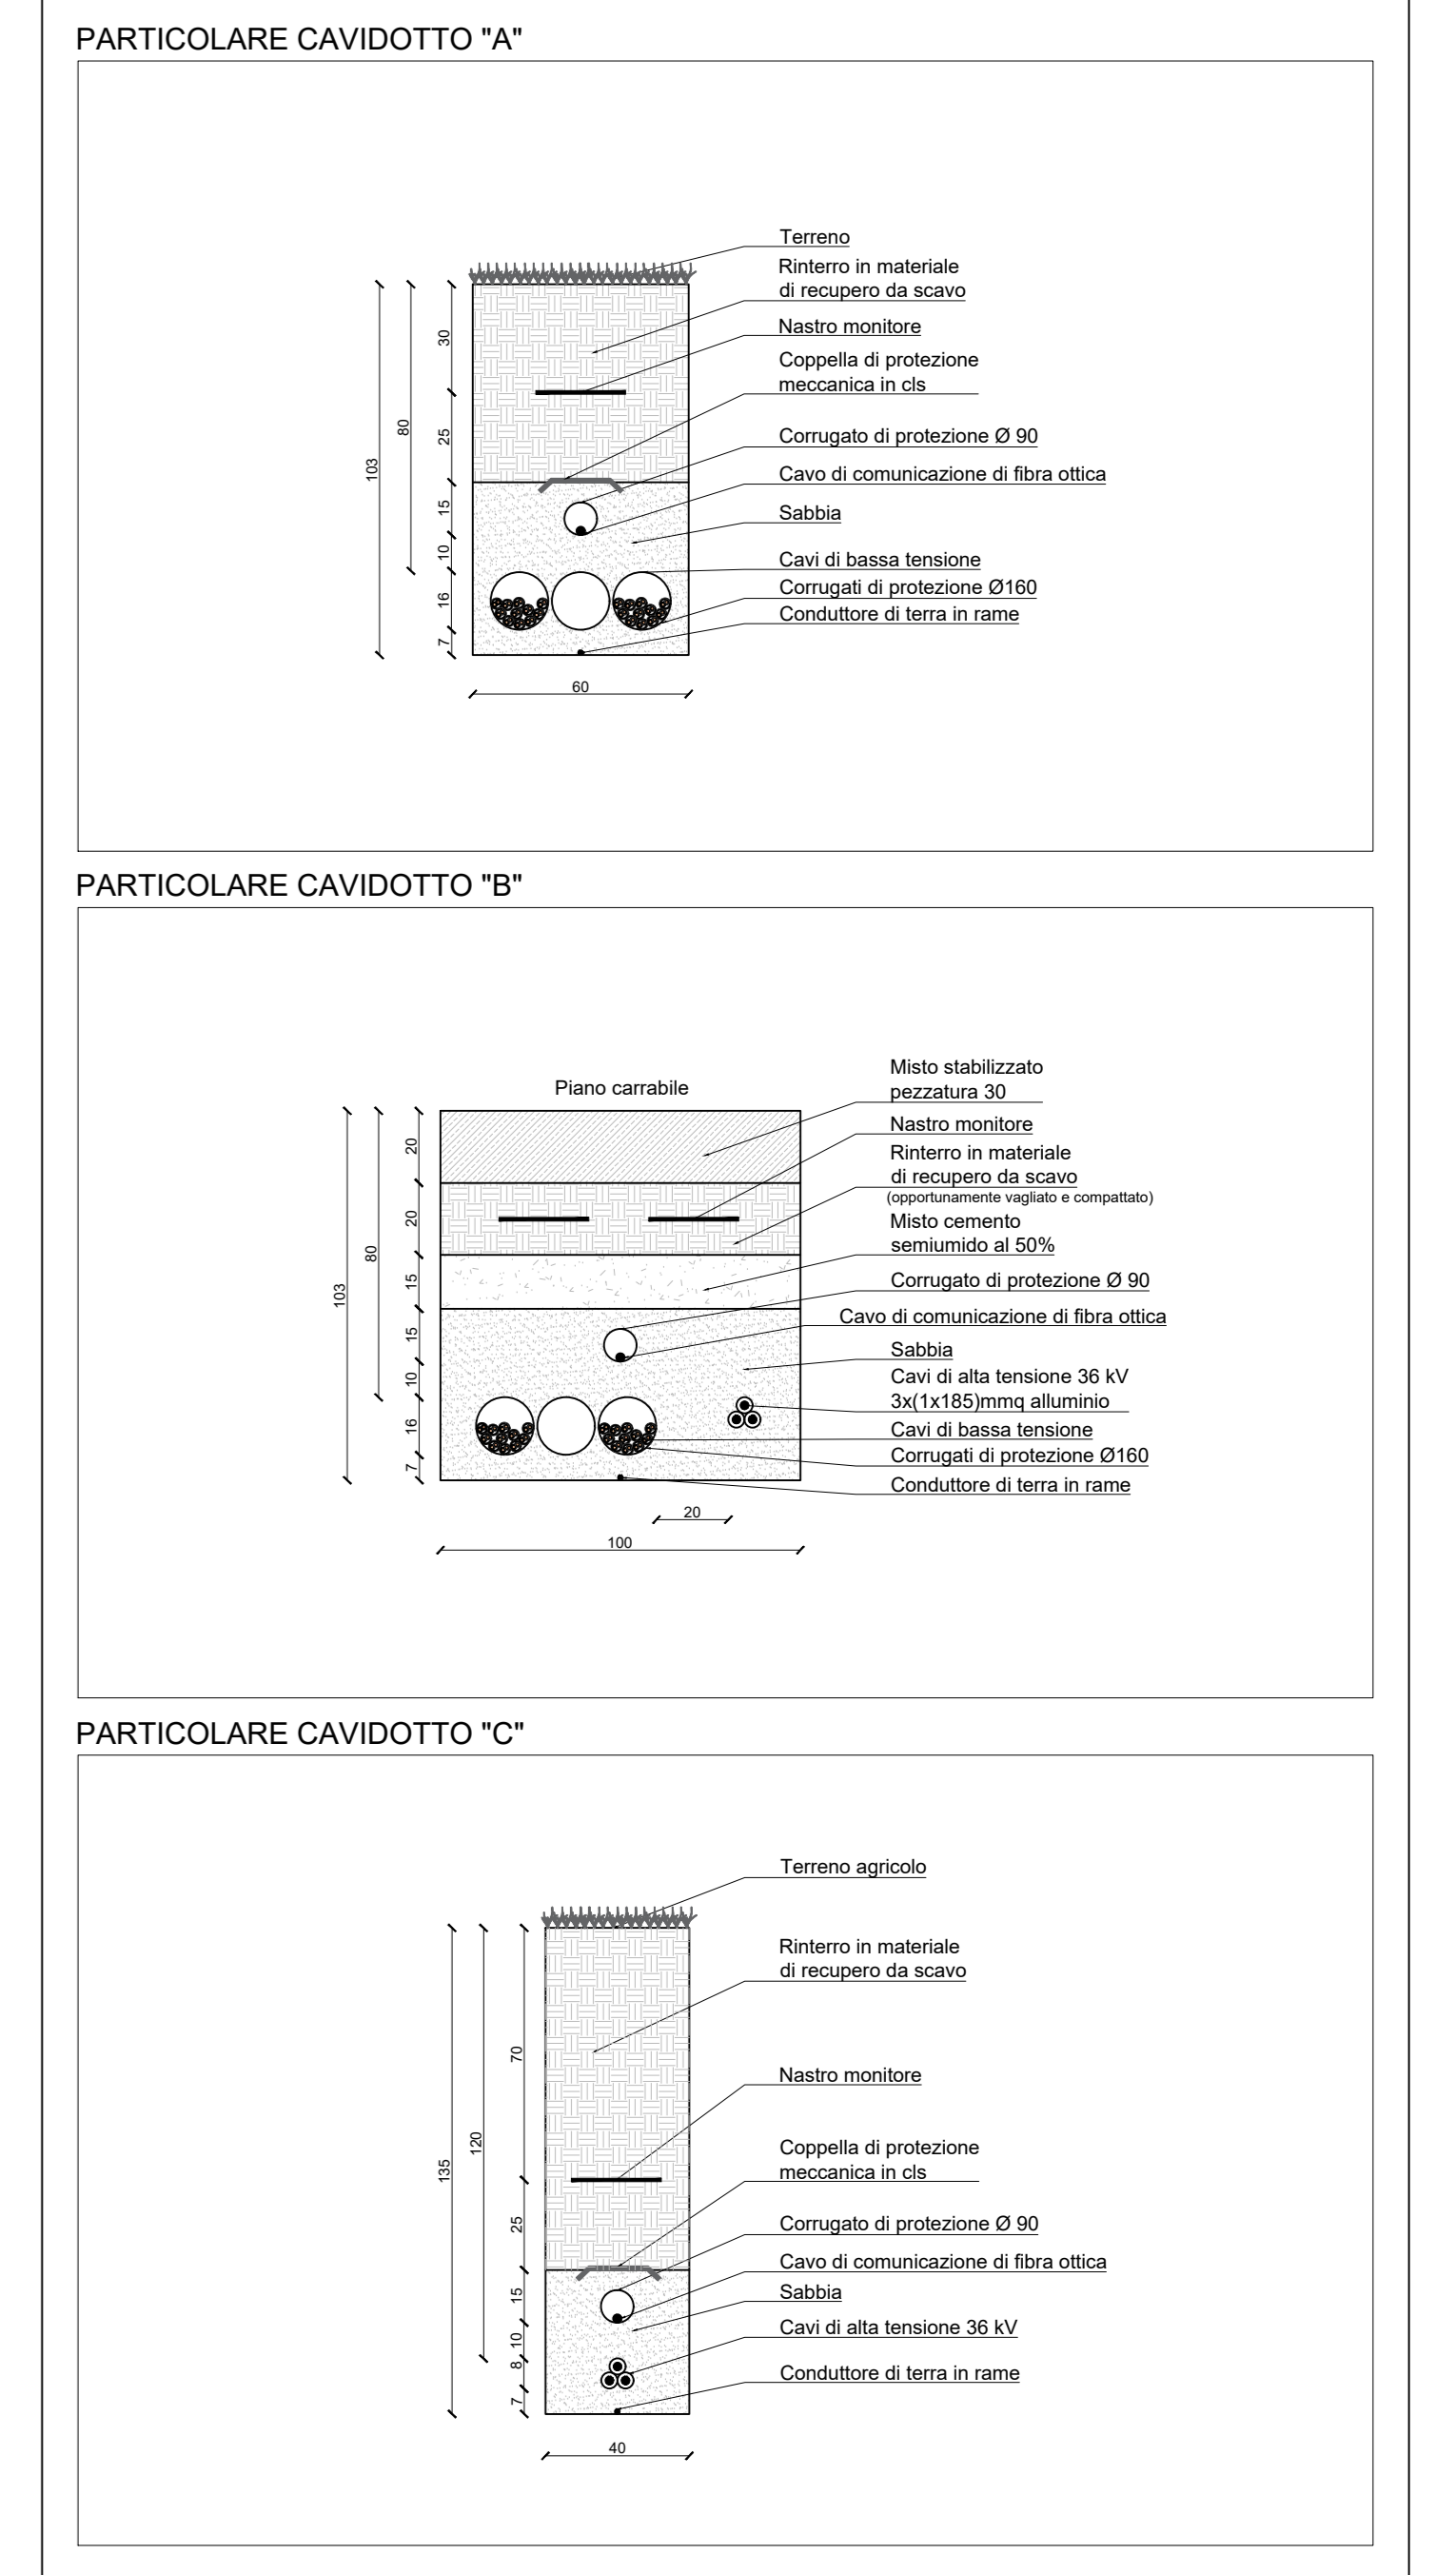 PARTICOLARE CAVIDOTTO "A"
Terreno
Rinterro in materiale
di recupero da scavo
Nastro monitore
Coppella di protezione
meccanica in cls
Corrugato di protezione Ø 90
Cavo di comunicazione di fibra ottica
Sabbia
Cavi di bassa tensione
Corrugati di protezione Ø160
Conduttore di terra in rame
103
80
30
25
15
10
16
7
60
PARTICOLARE CAVIDOTTO "B"
Piano carrabile
Misto stabilizzato
pezzatura 30
Nastro monitore
Rinterro in materiale
di recupero da scavo
(opportunamente vagliato e compattato)
Misto cemento
semiumido al 50%
Corrugato di protezione Ø 90
Cavo di comunicazione di fibra ottica
Sabbia
Cavi di alta tensione 36 kV
3x(1x185)mmq alluminio
Cavi di bassa tensione
Corrugati di protezione Ø160
Conduttore di terra in rame
103
80
20
20
15
15
10
16
7
20
100
PARTICOLARE CAVIDOTTO "C"
Terreno agricolo
Rinterro in materiale
di recupero da scavo
Nastro monitore
Coppella di protezione
meccanica in cls
Corrugato di protezione Ø 90
Cavo di comunicazione di fibra ottica
Sabbia
Cavi di alta tensione 36 kV
Conduttore di terra in rame
135
120
70
25
15
10
8
7
40